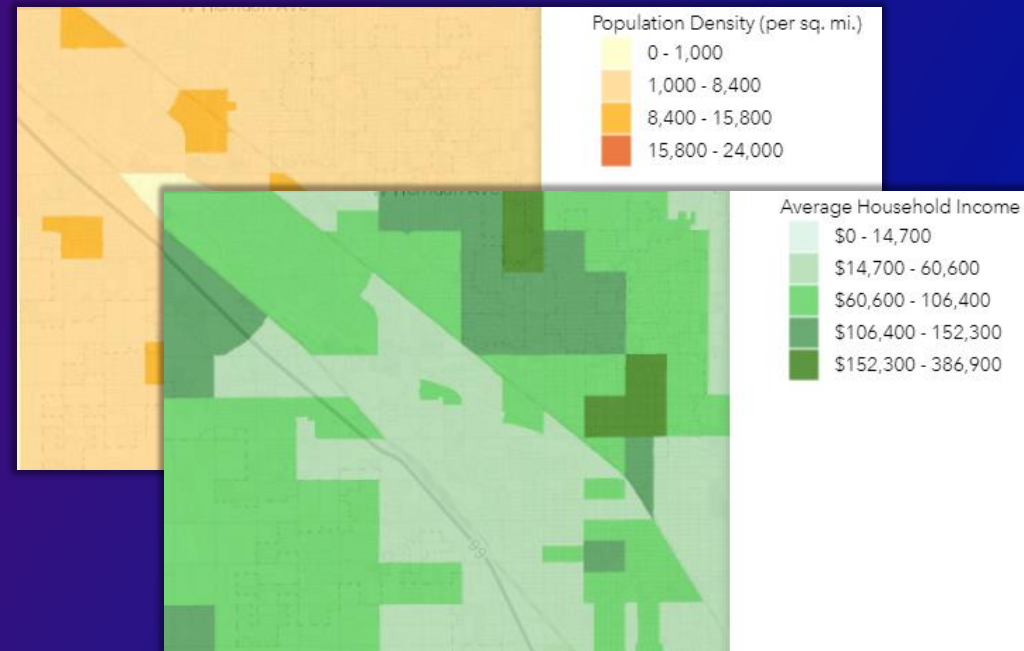 Population Density (per sq. mi.)
0 - 1,000
1,000 - 8,400
8,400 - 15,800
15,800 - 24,000
Average Household Income
$0 - 14,700
$14,700 - 60,600
$60,600 - 106,400
$106,400 - 152,300
$152,300 - 386,900
99